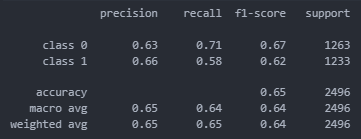 precision recall f1-score support
class 0 0.63 0.71 0.67 1263
class 1 0.66 0.58 0.62 1233
accuracy 0.65 2496
macro avg 0.65 0.64 0.64 2496
weighted avg 0.65 0.65 0.64 2496